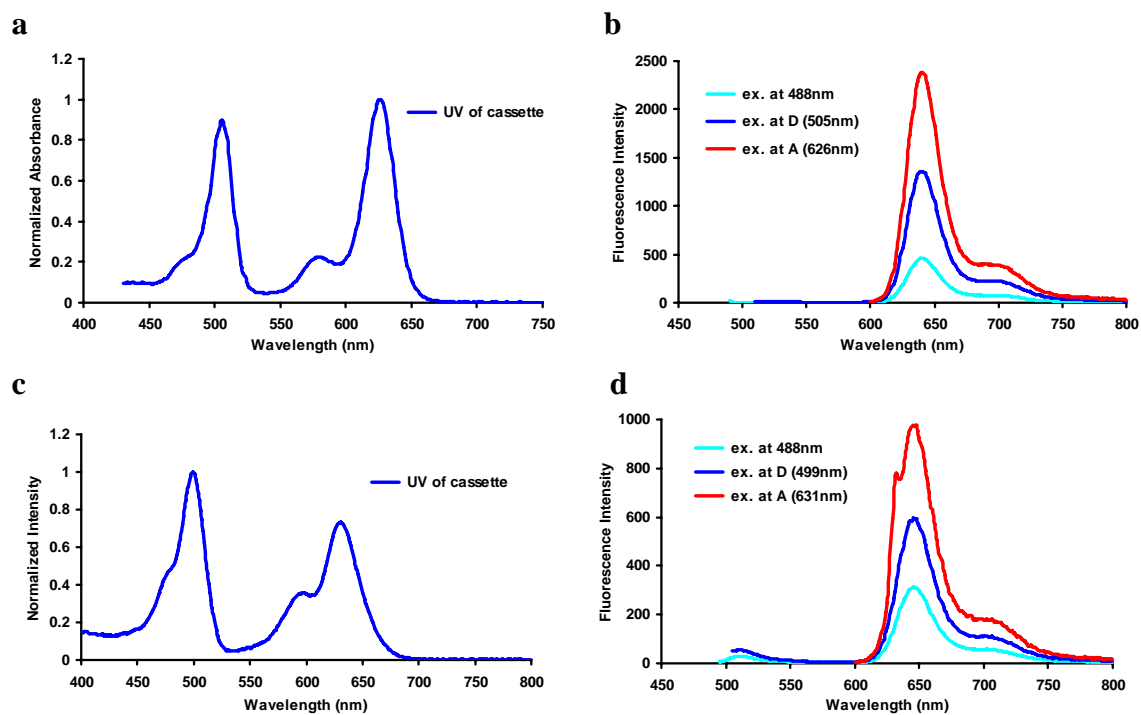 a
1.2
1
0.8
0.6
0.4
0.2
0
400 450 500 550 600 650 700 750
Normalized Absorbance
Wavelength (nm)
UV of cassette
b
2500
2000
1500
1000
500
0
450 500 550 600 650 700 750 800
Fluorescence Intensity
Wavelength (nm)
ex. at 488nm
ex. at D (505nm)
ex. at A (626nm)
c
1.2
1
0.8
0.6
0.4
0.2
0
400 450 500 550 600 650 700 750 800
Normalized Intensity
Wavelength (nm)
UV of cassette
d
1000
800
600
400
200
0
450 500 550 600 650 700 750 800
Fluorescence Intensity
Wavelength (nm)
ex. at 488nm
ex. at D (499nm)
ex. at A (631nm)